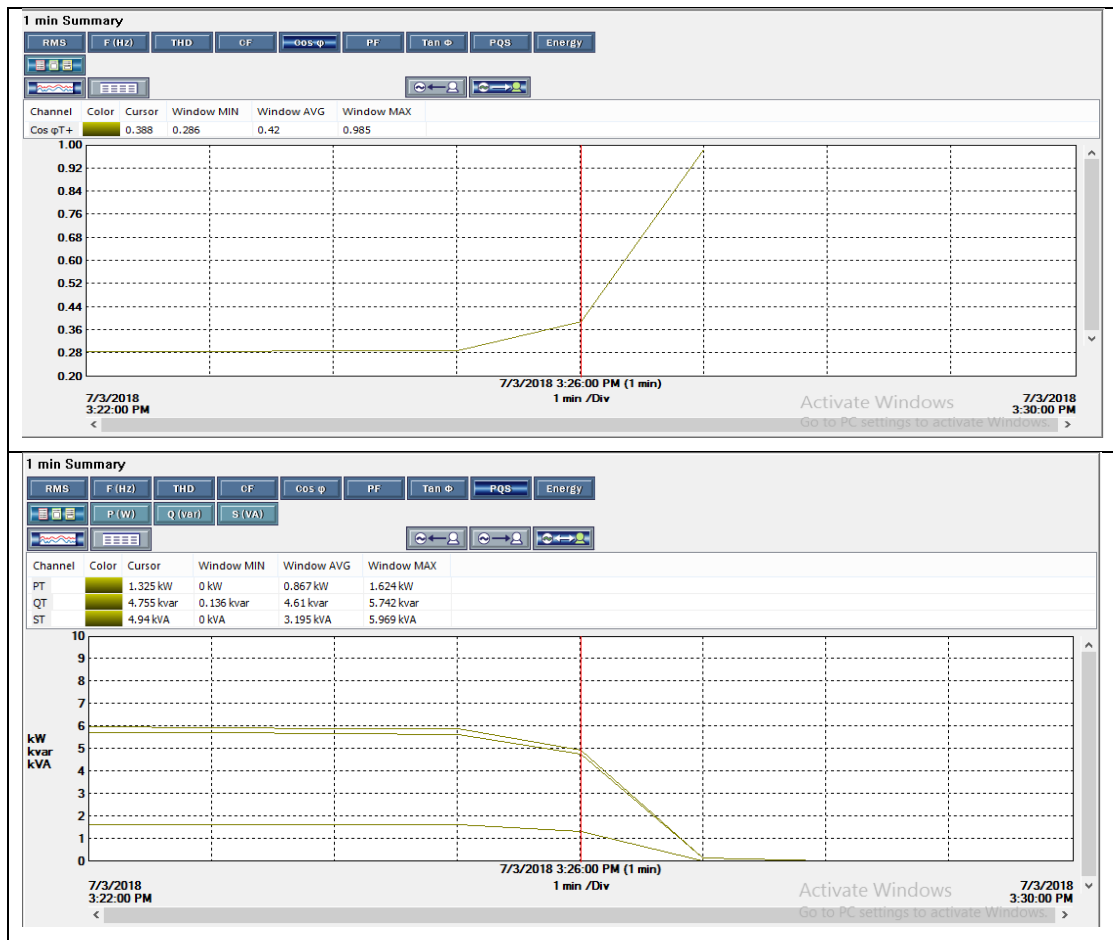 1 min Summary
RMS F (Hz) THD CF Cos φ PF Tan Φ PQS Energy
Channel Color Cursor Window MIN Window AVG Window MAX
Cos φT+ 0.388 0.286 0.42 0.985
1.00
0.92
0.84
0.76
0.68
0.60
0.52
0.44
0.36
0.28
0.20
7/3/2018 3:26:00 PM (1 min)
7/3/2018 1 min /Div 7/3/2018
3:22:00 PM 3:30:00 PM
Activate Windows
Go to PC settings to activate Windows.
1 min Summary
RMS F (HZ) THD CF Cos φ PF Tan Φ PQS Energy
P (W) Q (var) S (VA)
Channel Color Cursor Window MIN Window AVG Window MAX
PT 1.325 kW 0 kW 0.867 kW 1.624 kW
QT 4.755 kvar 0.136 kvar 4.61 kvar 5.742 kvar
ST 4.94 kVA 0 kVA 3.195 kVA 5.969 kVA
10
9
8
7
6
5
4
3
2
1
0
kW
kvar
kVA
7/3/2018 3:26:00 PM (1 min)
7/3/2018 1 min /Div 7/3/2018
3:22:00 PM 3:30:00 PM
Activate Windows
Go to PC settings to activate Windows.